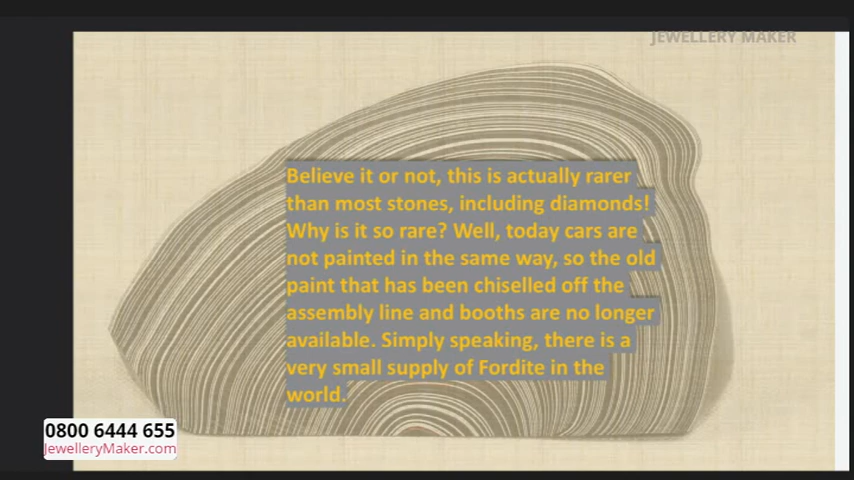 JEWELLERY MAKER
Believe it or not, this is actually rarer
than most stones, including diamonds!
Why is it so rare? Well, today cars are
not painted in the same way, so the old
paint that has been chiselled off the
assembly line and booths are no longer
available. Simply speaking, there is a
very small supply of Fordite in the
world.
0800 6444 655
JewelleryMaker.com